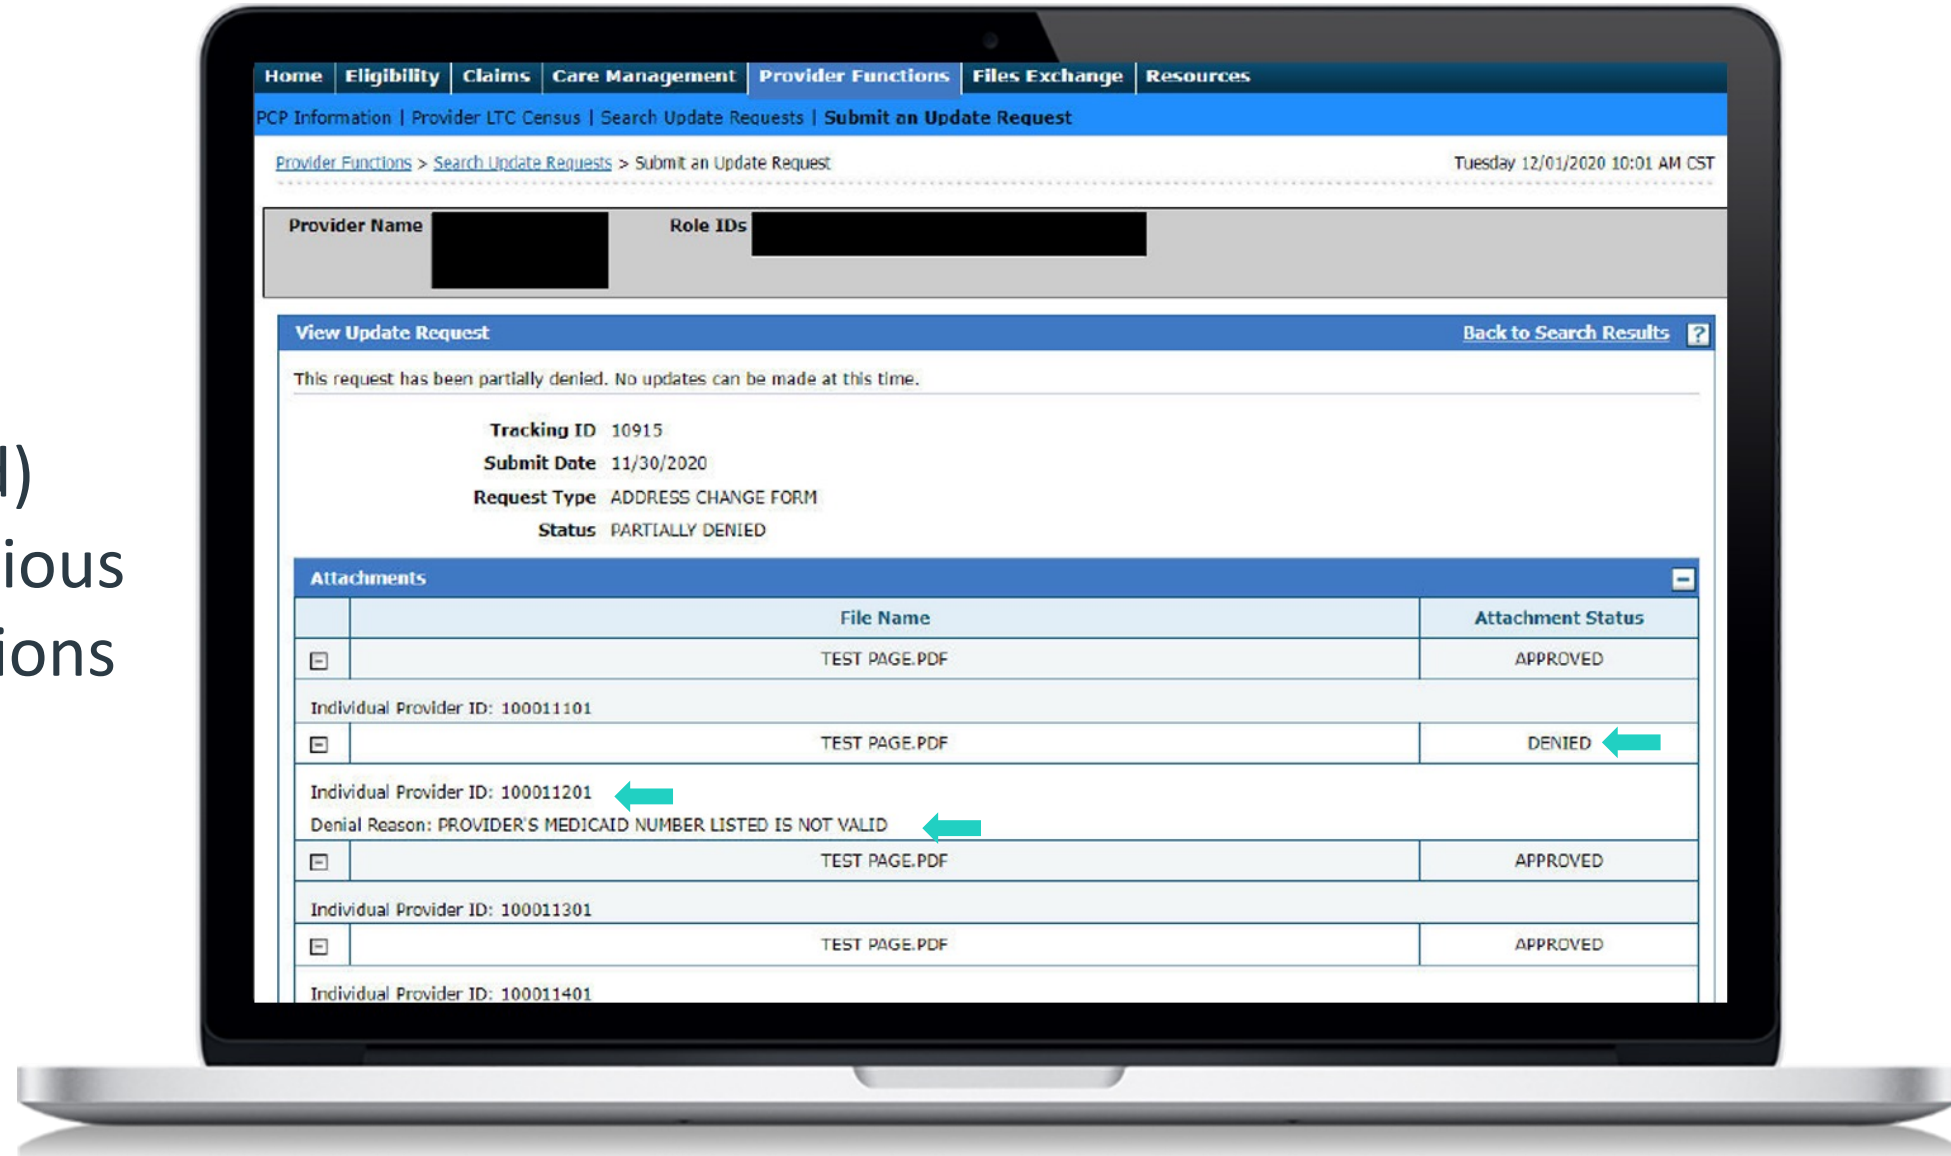 Home Eligibility Claims Care Management Provider Functions Files Exchange Resources
PCP Information | Provider LTC Census | Search Update Requests | Submit an Update Request
Provider Functions > Search Update Requests > Submit an Update Request Tuesday 12/01/2020 10:01 AM CST
Provider Name Role IDs
View Update Request Back to Search Results ?
This request has been partially denied. No updates can be made at this time.
Tracking ID 10915
Submit Date 11/30/2020
Request Type ADDRESS CHANGE FORM
Status PARTIALLY DENIED
Attachments
File Name Attachment Status
TEST PAGE.PDF APPROVED
Individual Provider ID: 100011101
TEST PAGE.PDF DENIED
Individual Provider ID: 100011201
Denial Reason: PROVIDER'S MEDICAID NUMBER LISTED IS NOT VALID
TEST PAGE.PDF APPROVED
Individual Provider ID: 100011301
TEST PAGE.PDF APPROVED
Individual Provider ID: 100011401